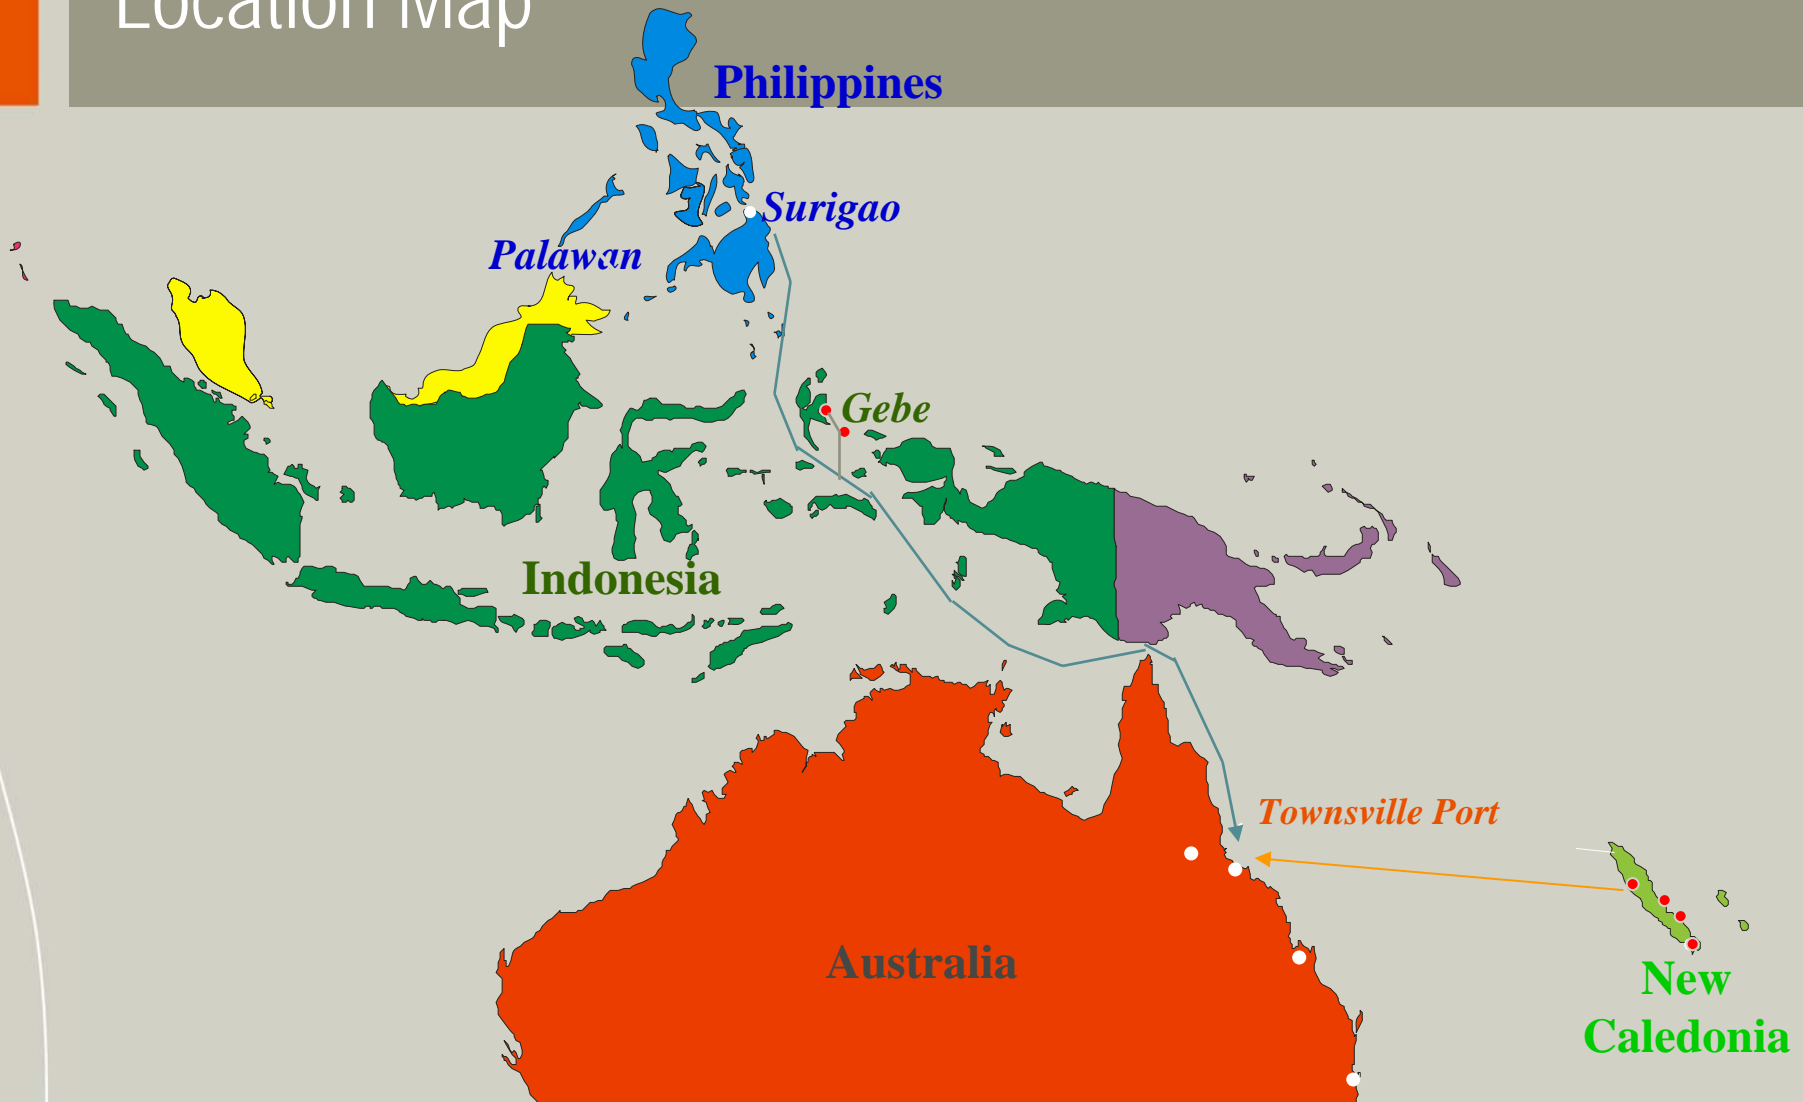 Location Map
Philippines
Surigao
Palawan
Gebe
Indonesia
Townsville Port
Australia
New
Caledonia